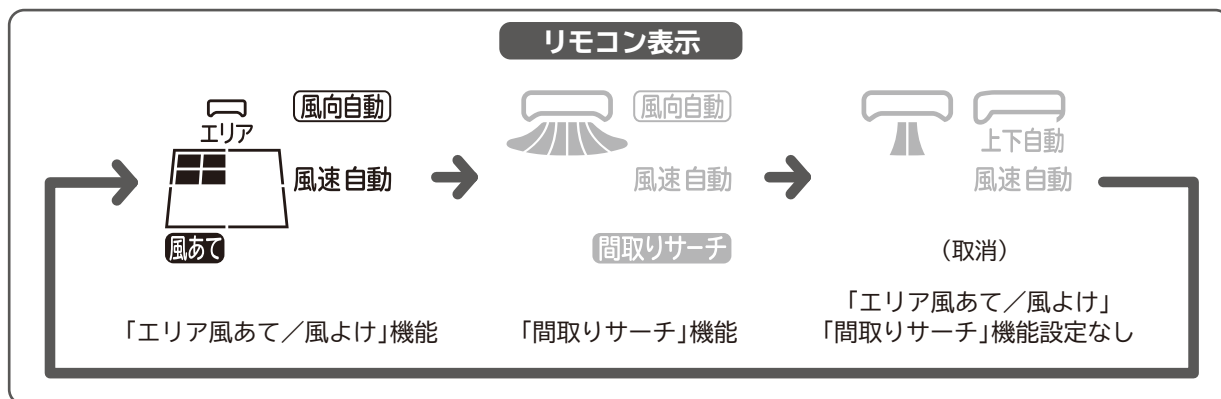 リモコン表示
エリア
風向自動
風速自動
風あて
「エリア風あて／風よけ」機能
風向自動
風速自動
間取りサーチ
「間取りサーチ」機能
上下自動
風速自動
（取消）
「エリア風あて／風よけ」
「間取りサーチ」機能設定なし